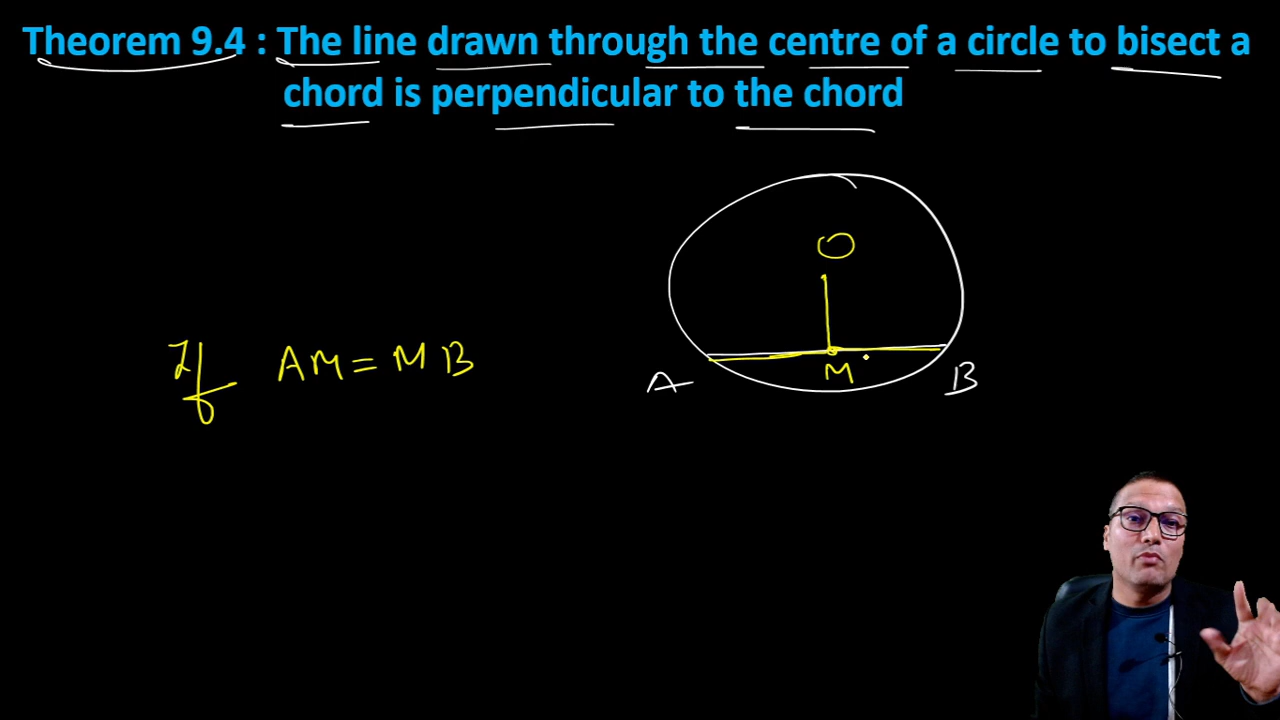 Theorem 9.4 : The line drawn through the centre of a circle to bisect a
chord is perpendicular to the chord
O
If AM = MB
A M B